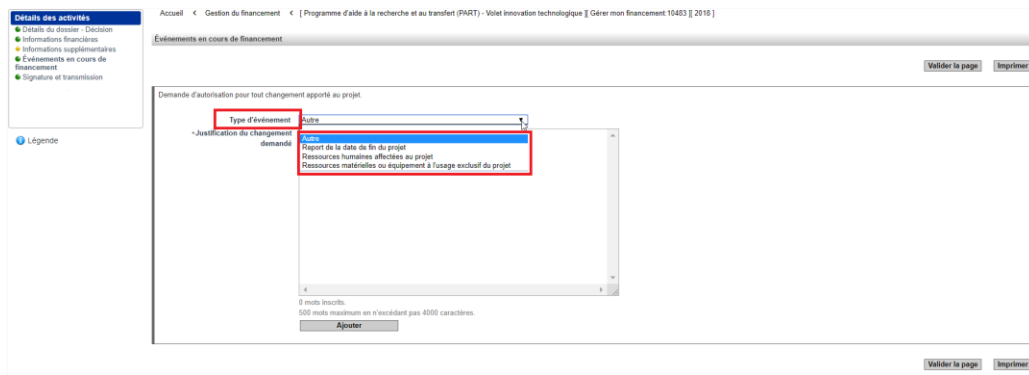 Détails des activités
Détails du dossier - Décision
Informations financières
Informations supplémentaires
Événements en cours de
financement
Signature et transmission
Légende
Accueil < Gestion du financement < [ Programme d'aide à la recherche et au transfert (PART) - Volet innovation technologique ][ Gérer mon financement:10483 ][ 2018 ]
Événements en cours de financement
Valider la page Imprimer
Demande d'autorisation pour tout changement apporté au projet.
Type d'événement Autre
*Justification du changement
demandé
Autre
Report de la date de fin du projet
Ressources humaines affectées au projet
Ressources matérielles ou équipement à l'usage exclusif du projet
0 mots inscrits.
500 mots maximum en n'excédant pas 4000 caractères.
Ajouter
Valider la page Imprimer